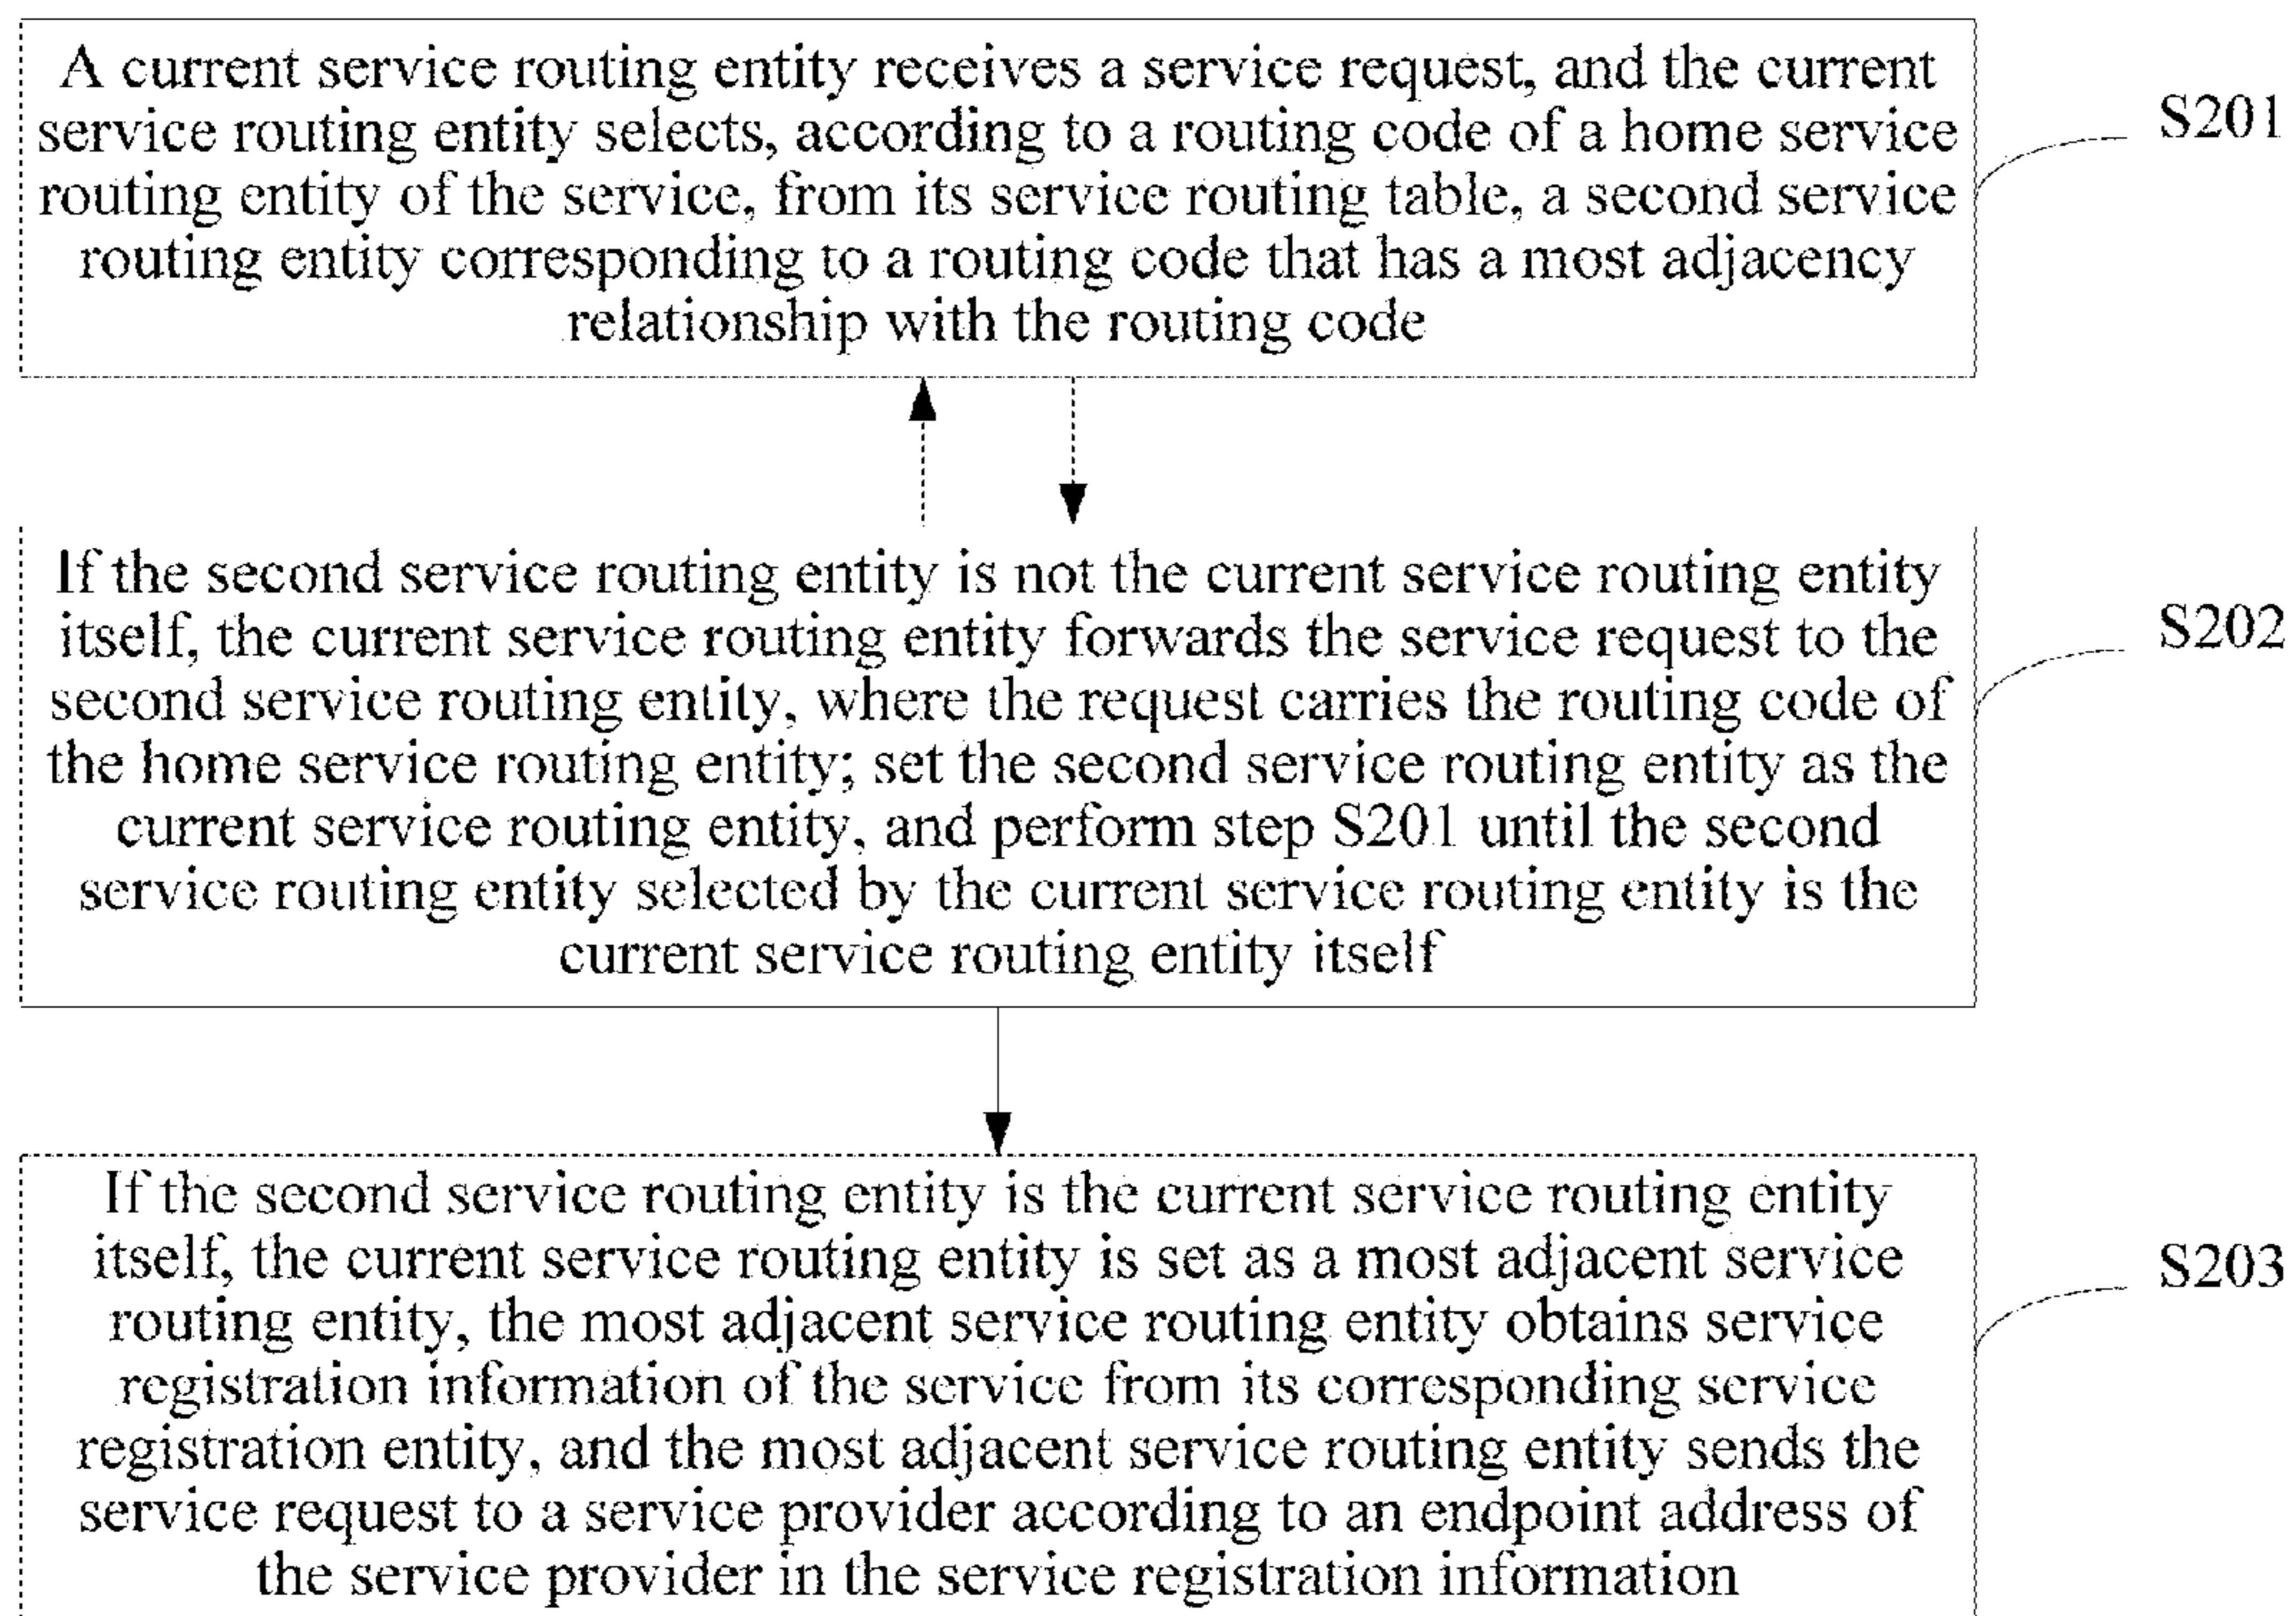 A current service routing entity receives a service request, and the current
service routing entity selects, according to a routing code of a home service
routing entity of the service, from its service routing table, a second service
routing entity corresponding to a routing code that has a most adjacency
relationship with the routing code
S201
If the second service routing entity is not the current service routing entity
itself, the current service routing entity forwards the service request to the
second service routing entity, where the request carries the routing code of
the home service routing entity; set the second service routing entity as the
current service routing entity, and perform step S201 until the second
service routing entity selected by the current service routing entity is the
current service routing entity itself
S202
If the second service routing entity is the current service routing entity
itself, the current service routing entity is set as a most adjacent service
routing entity, the most adjacent service routing entity obtains service
registration information of the service from its corresponding service
registration entity, and the most adjacent service routing entity sends the
service request to a service provider according to an endpoint address of
the service provider in the service registration information
S203